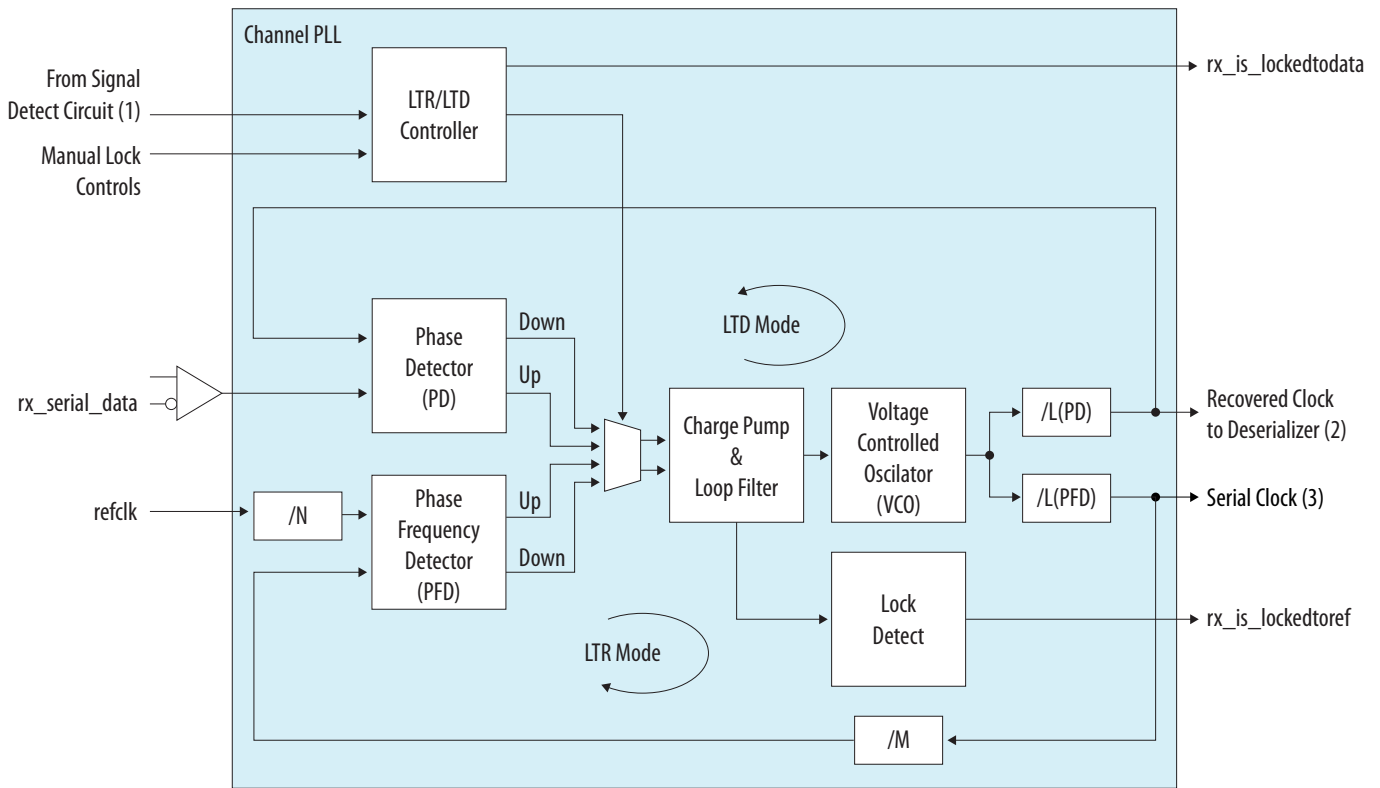 Channel PLL
From Signal
Detect Circuit (1)
Manual Lock
Controls
LTR/LTD
Controller
rx_is_lockedtodata
LTD Mode
Phase
Detector
(PD)
Down
Up
rx_serial_data
refclk
/N
Phase
Frequency
Detector
(PFD)
Up
Down
Charge Pump
&
Loop Filter
Voltage
Controlled
Oscilator
(VCO)
/L(PD)
/L(PFD)
Recovered Clock
to Deserializer (2)
Serial Clock (3)
Lock
Detect
rx_is_lockedtoref
LTR Mode
/M